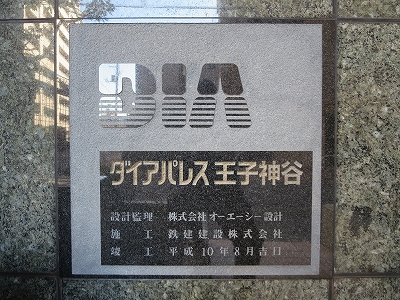 DIA
ダイアパレス王子神谷
設計監理 株式会社オーエーシー設計
施工 鉄建建設株式会社
竣工 平成10年8月吉日